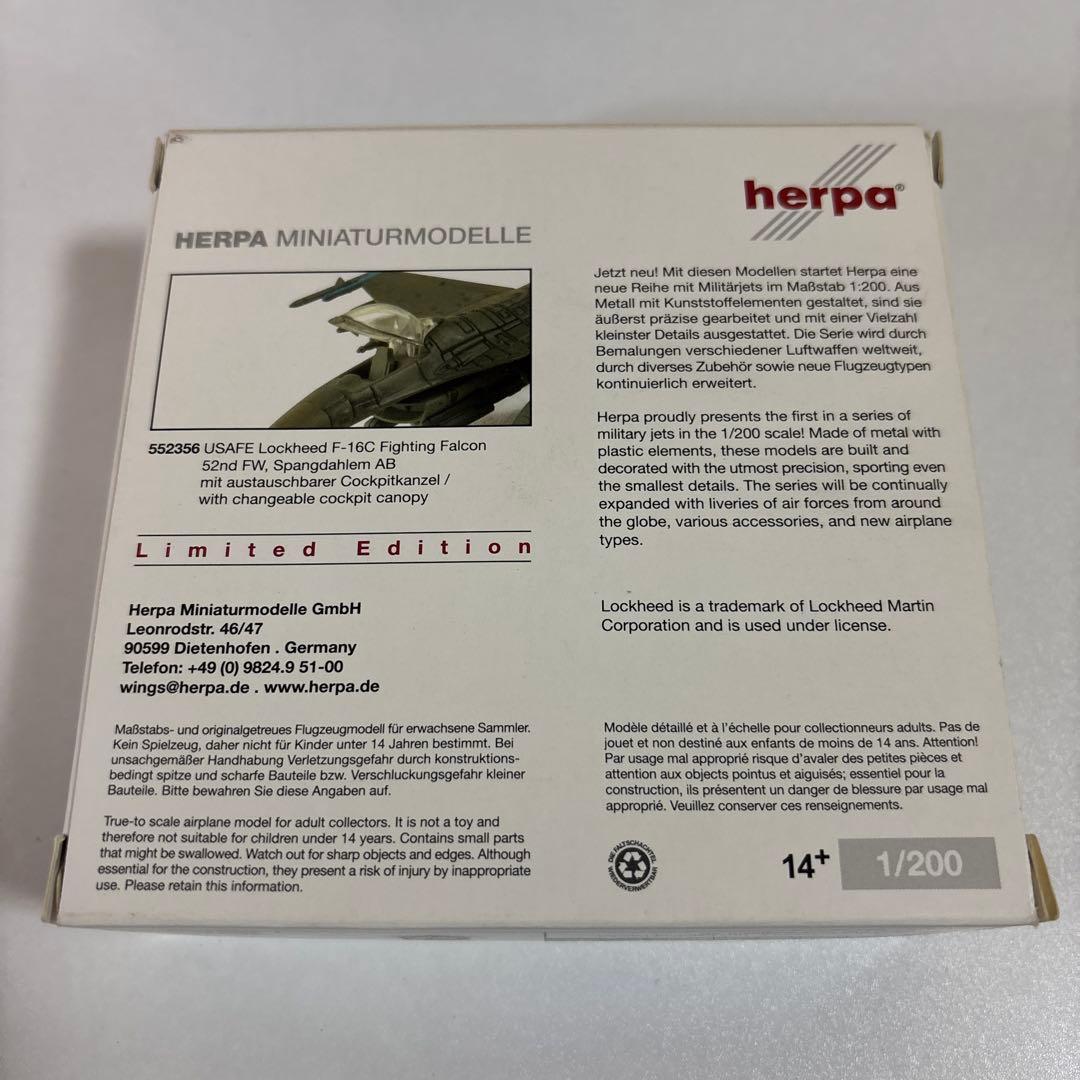 herpa®
HERPA MINIATURMODELLE
552356 USAFE Lockheed F-16C Fighting Falcon
52nd FW, Spangdahlem AB
mit austauschbarer Cockpitkanzel /
with changeable cockpit canopy
Limited Edition
Herpa Miniaturmodelle GmbH
Leonrodstr. 46/47
90599 Dietenhofen . Germany
Telefon: +49 (0) 9824.9 51-00
wings@herpa.de . www.herpa.de
Maßstabs- und originalgetreues Flugzeugmodell für erwachsene Sammler.
Kein Spielzeug, daher nicht für Kinder unter 14 Jahren bestimmt. Bei
unsachgemäßer Handhabung Verletzungsgefahr durch konstruktions-
bedingt spitze und scharfe Bauteile bzw. Verschluckungsgefahr kleiner
Bauteile. Bitte bewahren Sie diese Angaben auf.
True-to scale airplane model for adult collectors. It is not a toy and
therefore not suitable for children under 14 years. Contains small parts
that might be swallowed. Watch out for sharp objects and edges. Although
essential for the construction, they present a risk of injury by inappropriate
use. Please retain this information.
Jetzt neu! Mit diesen Modellen startet Herpa eine
neue Reihe mit Militärjets im Maßstab 1:200. Aus
Metall mit Kunststoffelementen gestaltet, sind sie
äußerst präzise gearbeitet und mit einer Vielzahl
kleinster Details ausgestattet. Die Serie wird durch
Bemalungen verschiedener Luftwaffen weltweit,
durch diverses Zubehör sowie neue Flugzeugtypen
kontinuierlich erweitert.
Herpa proudly presents the first in a series of
military jets in the 1/200 scale! Made of metal with
plastic elements, these models are built and
decorated with the utmost precision, sporting even
the smallest details. The series will be continually
expanded with liveries of air forces from around
the globe, various accessories, and new airplane
types.
Lockheed is a trademark of Lockheed Martin
Corporation and is used under license.
Modèle détaillé et à l'échelle pour collectionneurs adults. Pas de
jouet et non destiné aux enfants de moins de 14 ans. Attention!
Par usage mal approprié risque d'avaler des petites pièces et
attention aux objects pointus et aiguisés; essentiel pour la
construction, ils présentent un danger de blessure par usage mal
approprié. Veuillez conserver ces renseignements.
DIE FALTSCHACHTEL
WIEDERVERWERTBAR
14+
1/200